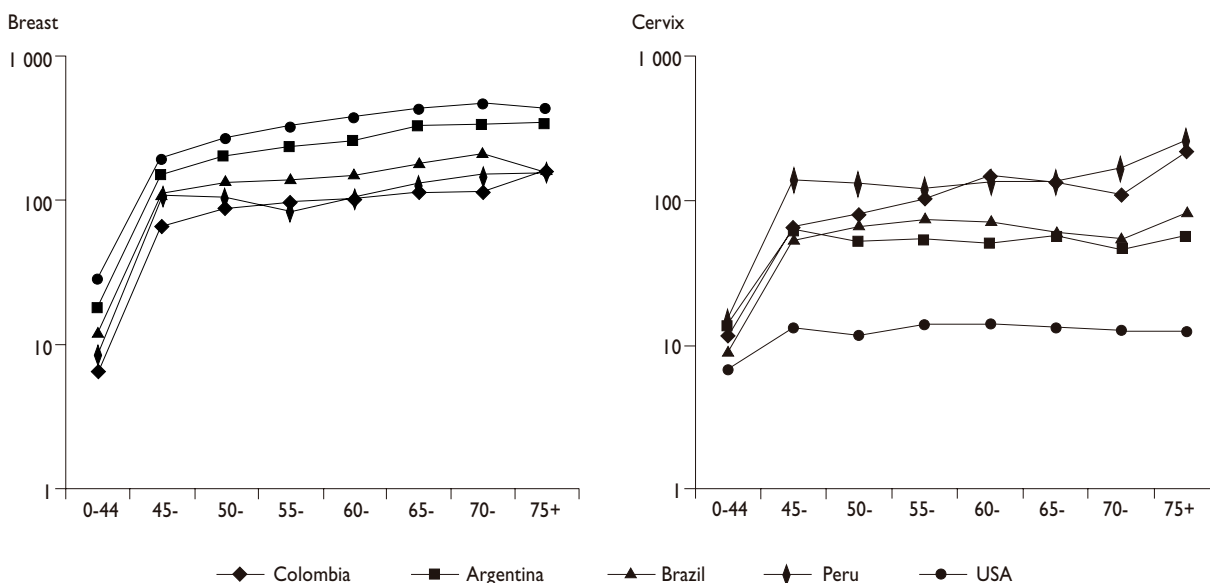 Breast
1 000
100
10
1
0-44 45- 50- 55- 60- 65- 70- 75+
Cervix
1 000
100
10
1
0-44 45- 50- 55- 60- 65- 70- 75+
Colombia Argentina Brazil Peru USA